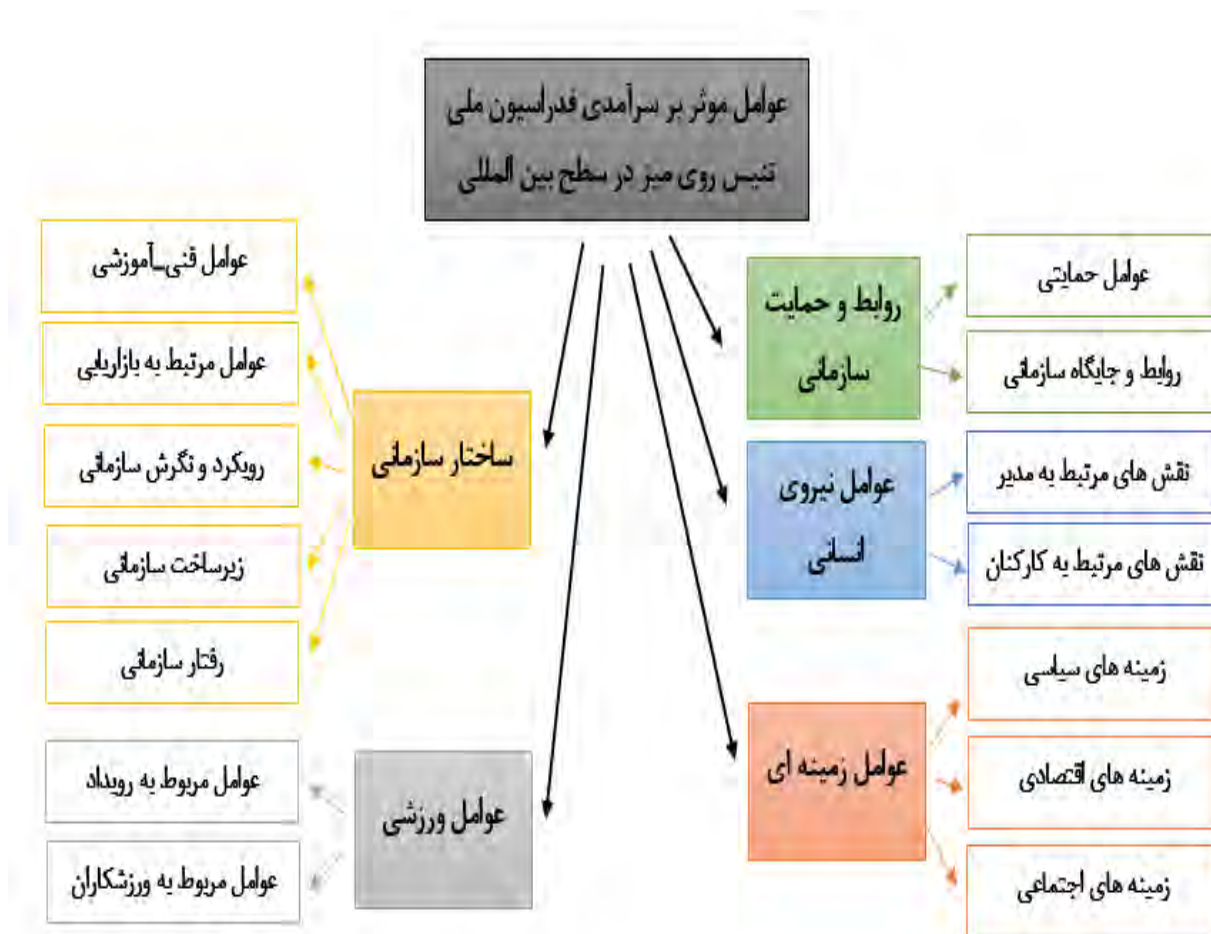 عوامل موثر بر سرآمدی فدراسیون ملی
تنیس روی میز در سطح بین المللی
روابط و حمایت
سازمانی
عوامل حمایتی
روابط و جایگاه سازمانی
عوامل نیروی
انسانی
نقش های مرتبط به مدیر
نقش های مرتبط به کارکنان
عوامل زمینه ای
زمینه های سیاسی
زمینه های اقتصادی
زمینه های اجتماعی
ساختار سازمانی
عوامل فنی_آموزشی
عوامل مرتبط به بازاریابی
رویکرد و نگرش سازمانی
زیرساخت سازمانی
رفتار سازمانی
عوامل ورزشی
عوامل مربوط به رویداد
عوامل مربوط به ورزشکاران